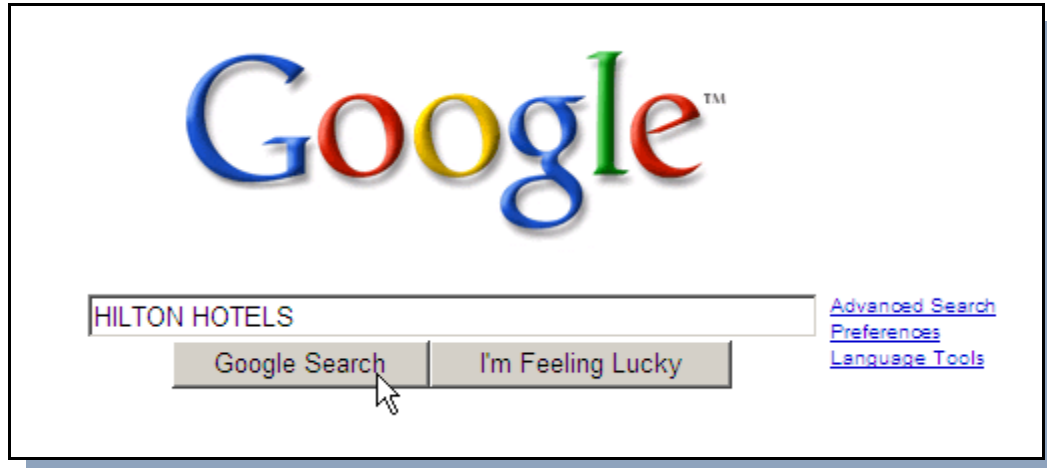 Google™
HILTON HOTELS
Advanced Search
Preferences
Language Tools
Google Search
I'm Feeling Lucky